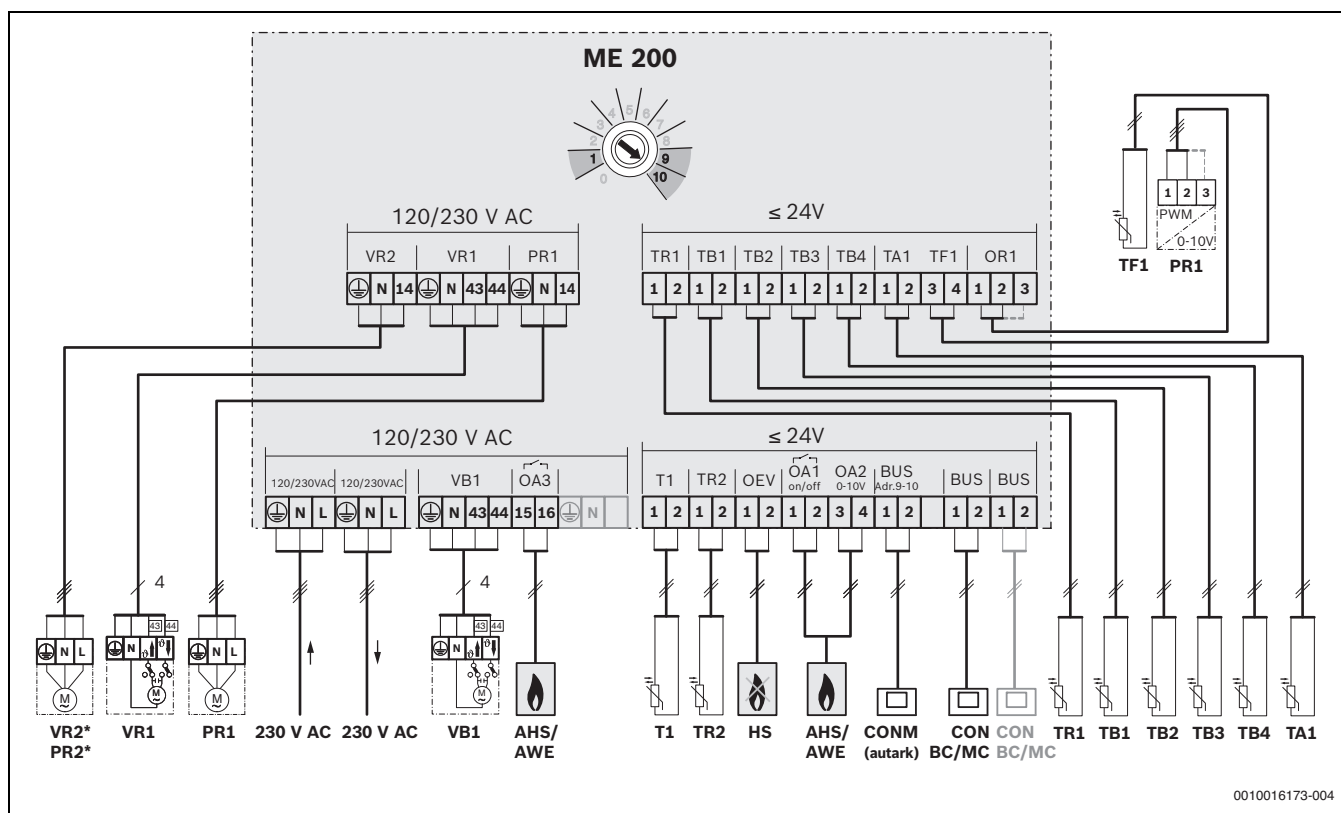 ME 200
0 1 2 3 4 5 6 7 8 9 10
120/230 V AC ≤ 24V
VR2 VR1 PR1 TR1 TB1 TB2 TB3 TB4 TA1 TF1 OR1
N 14 N 43 44 N 14 1 2 1 2 1 2 1 2 1 2 1 2 3 4 1 2 3
1 2 3
PWM
0-10V
TF1 PR1
120/230 V AC ≤ 24V
120/230VAC 120/230VAC VB1 OA3 T1 TR2 OEV OA1 OA2 BUS BUS BUS
on/off 0-10V Adr.9-10
N L N L N 43 44 15 16 N 1 2 1 2 1 2 1 2 3 4 1 2 1 2 1 2
4 4
43 44 43 44
N L N ϑ ϑ N L N ϑ ϑ
M M M M
~ ~ ~ ~
VR2* VR1 PR1 230 V AC 230 V AC VB1 AHS/ T1 TR2 HS AHS/ CONM CON CON TR1 TB1 TB2 TB3 TB4 TA1
PR2* AWE AWE (autark) BC/MC BC/MC
0010016173-004